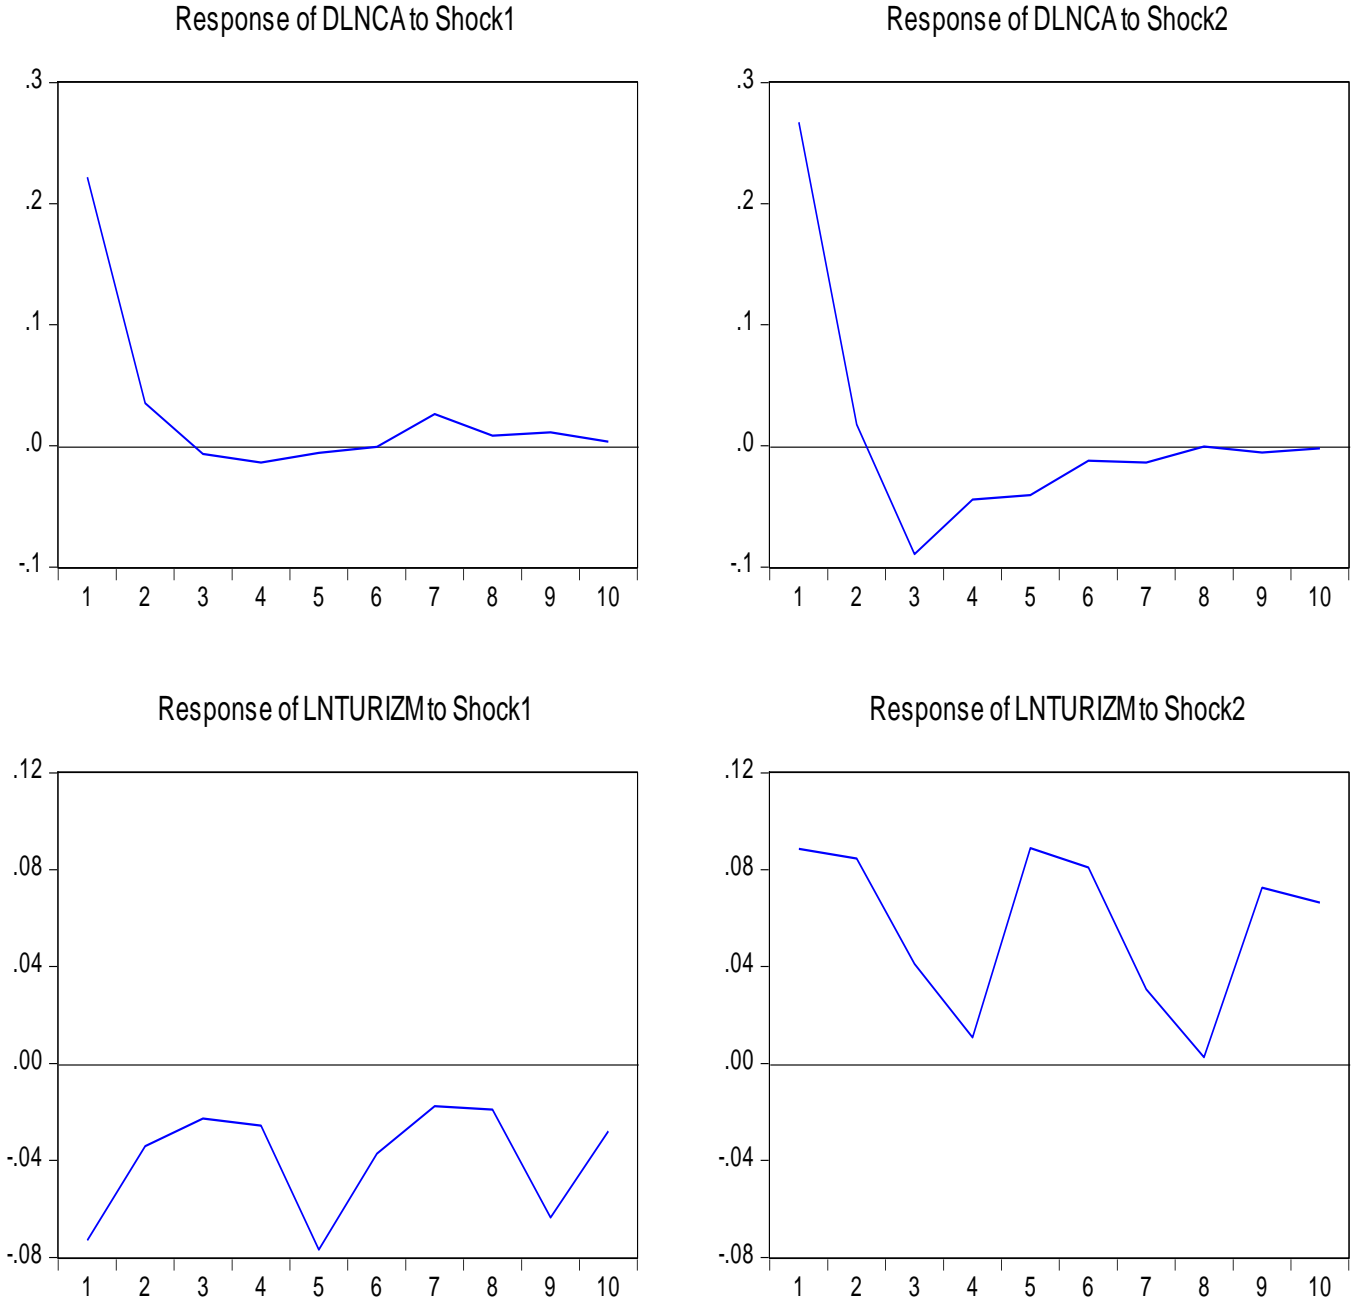 Response of DLNCA to Shock1
.3
.2
.1
.0
-.1
1 2 3 4 5 6 7 8 9 10
Response of DLNCA to Shock2
.3
.2
.1
.0
-.1
1 2 3 4 5 6 7 8 9 10
Response of LNTURIZM to Shock1
.12
.08
.04
.00
-.04
-.08
1 2 3 4 5 6 7 8 9 10
Response of LNTURIZM to Shock2
.12
.08
.04
.00
-.04
-.08
1 2 3 4 5 6 7 8 9 10